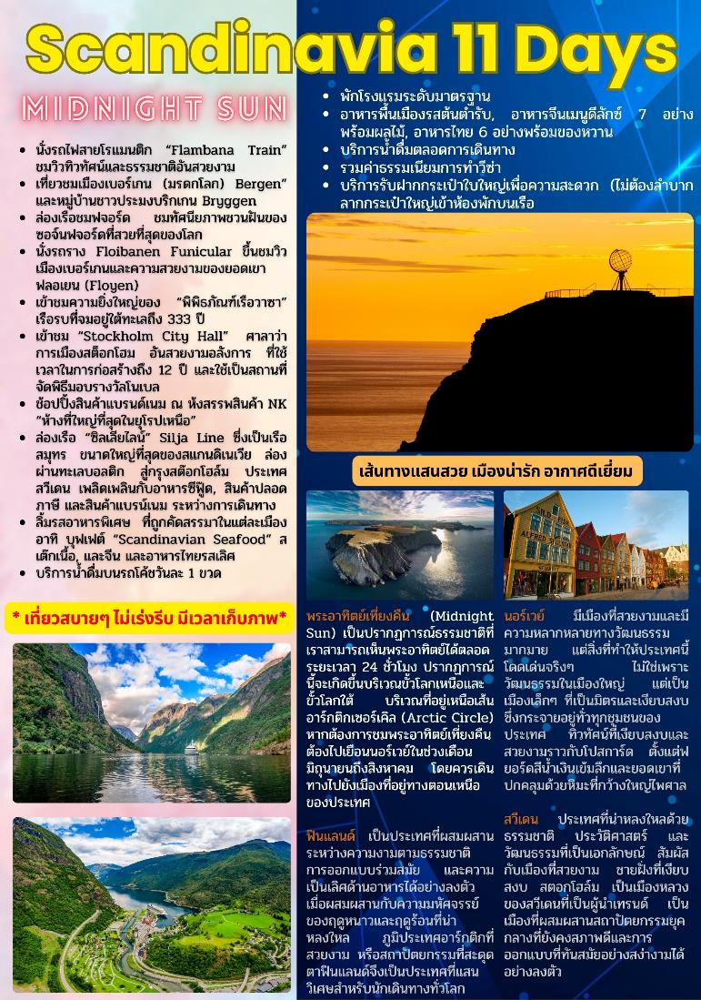 Scandinavia 11 Days
MIDNIGHT SUN
• นั่งรถไฟสายโรแมนติก “Flambana Train”
ชมวิวทิวทัศน์และธรรมชาติอันสวยงาม
• เที่ยวชมเมืองเบอร์เกน (มรดกโลก) Bergen”
และหมู่บ้านชาวประมงบริกเกน Bryggen
• ล่องเรือชมฟจอร์ด ชมทัศนียภาพชวนฝันของ
ซอจ์นฟจอร์ดที่สวยที่สุดของโลก
• นั่งรถราง Floibanen Funicular ขึ้นชมวิว
เมืองเบอร์เกนและความสวยงามของยอดเขา
ฟลอเยน (Floyen)
• เข้าชมความยิ่งใหญ่ของ “พิพิธภัณฑ์เรือวาซา”
เรือรบที่จมอยู่ใต้ทะเลถึง 333 ปี
• เข้าชม “Stockholm City Hall” ศาลาว่า
การเมืองสต็อกโฮม อันสวยงามอลังการ ที่ใช้
เวลาในการก่อสร้างถึง 12 ปี และใช้เป็นสถานที่
จัดพิธีมอบรางวัลโนเบล
• ช้อปปิ้งสินค้าแบรนด์เนม ณ ห้างสรรพสินค้า NK
“ห้างที่ใหญ่ที่สุดในยุโรปเหนือ”
• ล่องเรือ “ซิลเลียไลน์” Silja Line ซึ่งเป็นเรือ
สมุทร ขนาดใหญ่ที่สุดของสแกนดิเนเวีย ล่อง
ผ่านทะเลบอลติก สู่กรุงสต๊อกโฮล์ม ประเทศ
สวีเดน เพลิดเพลินกับอาหารซีฟู้ด, สินค้าปลอด
ภาษี และสินค้าแบรน์เนม ระหว่างการเดินทาง
• ลิ้มรสอาหารพิเศษ ที่ถูกคัดสรรมาในแต่ละเมือง
อาทิ บุฟเฟต์ “Scandinavian Seafood” ส
เต๊กเนื้อ, และจีน และอาหารไทยรสเลิศ
• บริการน้ำดื่มบนรถโค้ชวันละ 1 ขวด
* เที่ยวสบายๆ ไม่เร่งรีบ มีเวลาเก็บภาพ*
• พักโรงแรมระดับมาตรฐาน
• อาหารพื้นเมืองรสต้นตำรับ, อาหารจีนเมนูดีลักซ์ 7 อย่าง
พร้อมผลไม้, อาหารไทย 6 อย่างพร้อมของหวาน
• บริการน้ำดื่มตลอดการเดินทาง
• รวมค่าธรรมเนียมการทำวีซ่า
• บริการรับฝากกระเป๋าใบใหญ่เพื่อความสะดวก (ไม่ต้องลำบาก
ลากกระเป๋าใหญ่เข้าห้องพักบนเรือ
เส้นทางแสนสวย เมืองน่ารัก อากาศดีเยี่ยม
พระอาทิตย์เที่ยงคืน (Midnight
Sun) เป็นปรากฏการณ์ธรรมชาติที่
เราสามารถเห็นพระอาทิตย์ได้ตลอด
ระยะเวลา 24 ชั่วโมง ปรากฏการณ์
นี้จะเกิดขึ้นบริเวณขั้วโลกเหนือและ
ขั้วโลกใต้ บริเวณที่อยู่เหนือเส้น
อาร์กติกเซอร์เคิล (Arctic Circle)
หากต้องการชมพระอาทิตย์เที่ยงคืน
ต้องไปเยือนนอร์เวย์ในช่วงเดือน
มิถุนายนถึงสิงหาคม โดยควรเดิน
ทางไปยังเมืองที่อยู่ทางตอนเหนือ
ของประเทศ
ฟินแลนด์ เป็นประเทศที่ผสมผสาน
ระหว่างความงามตามธรรมชาติ
การออกแบบร่วมสมัย และความ
เป็นเลิศด้านอาหารได้อย่างลงตัว
เมื่อผสมผสานกับความมหัศจรรย์
ของฤดูหนาวและฤดูร้อนที่น่า
หลงใหล ภูมิประเทศอาร์กติกที่
สวยงาม หรือสถาปัตยกรรมที่สะดุด
ตาฟินแลนด์จึงเป็นประเทศที่แสน
วิเศษสำหรับนักเดินทางทั่วโลก
นอร์เวย์ มีเมืองที่สวยงามและมี
ความหลากหลายทางวัฒนธรรม
มากมาย แต่สิ่งที่ทำให้ประเทศนี้
โดดเด่นจริงๆ ไม่ใช่เพราะ
วัฒนธรรมในเมืองใหญ่ แต่เป็น
เมืองเล็กๆ ที่เป็นมิตรและเงียบสงบ
ซึ่งกระจายอยู่ทั่วทุกชุมชนของ
ประเทศ ทิวทัศน์ที่เงียบสงบและ
สวยงามราวกับโปสการ์ด ตั้งแต่ฟ
ยอร์ดสีน้ำเงินเข้มลึกและยอดเขาที่
ปกคลุมด้วยหิมะที่กว้างใหญ่ไพศาล
สวีเดน ประเทศที่น่าหลงใหลด้วย
ธรรมชาติ ประวัติศาสตร์ และ
วัฒนธรรมที่เป็นเอกลักษณ์ สัมผัส
กับเมืองที่สวยงาม ชายฝั่งที่เงียบ
สงบ สตอกโฮล์ม เป็นเมืองหลวง
ของสวีเดนที่เป็นผู้นำเทรนด์ เป็น
เมืองที่ผสมผสานสถาปัตยกรรมยุค
กลางที่ยังคงสภาพดีและการ
ออกแบบที่ทันสมัยอย่างสง่างามได้
อย่างลงตัว